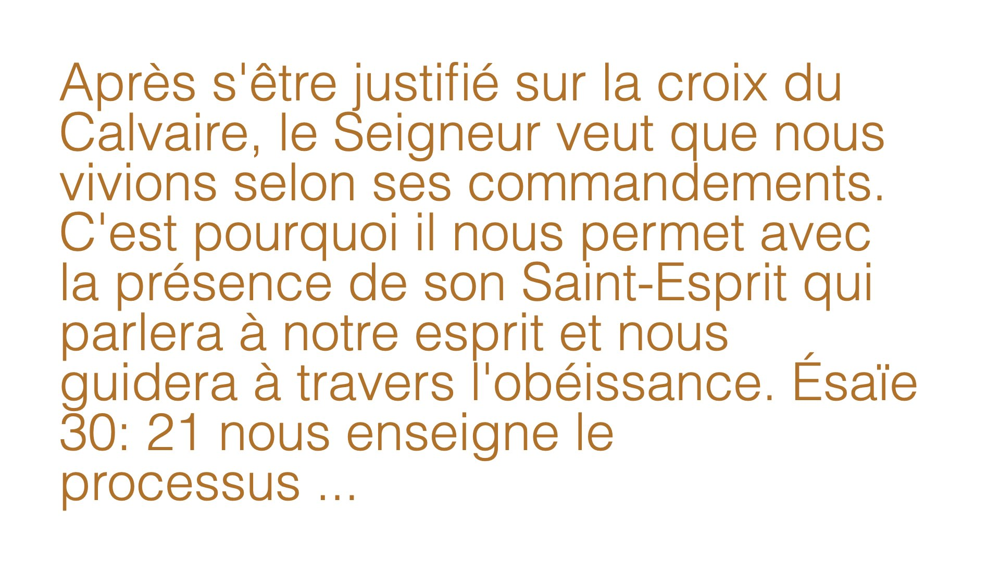 Après s'être justifié sur la croix du
Calvaire, le Seigneur veut que nous
vivions selon ses commandements.
C'est pourquoi il nous permet avec
la présence de son Saint-Esprit qui
parlera à notre esprit et nous
guidera à travers l'obéissance. Ésaïe
30: 21 nous enseigne le
processus ...